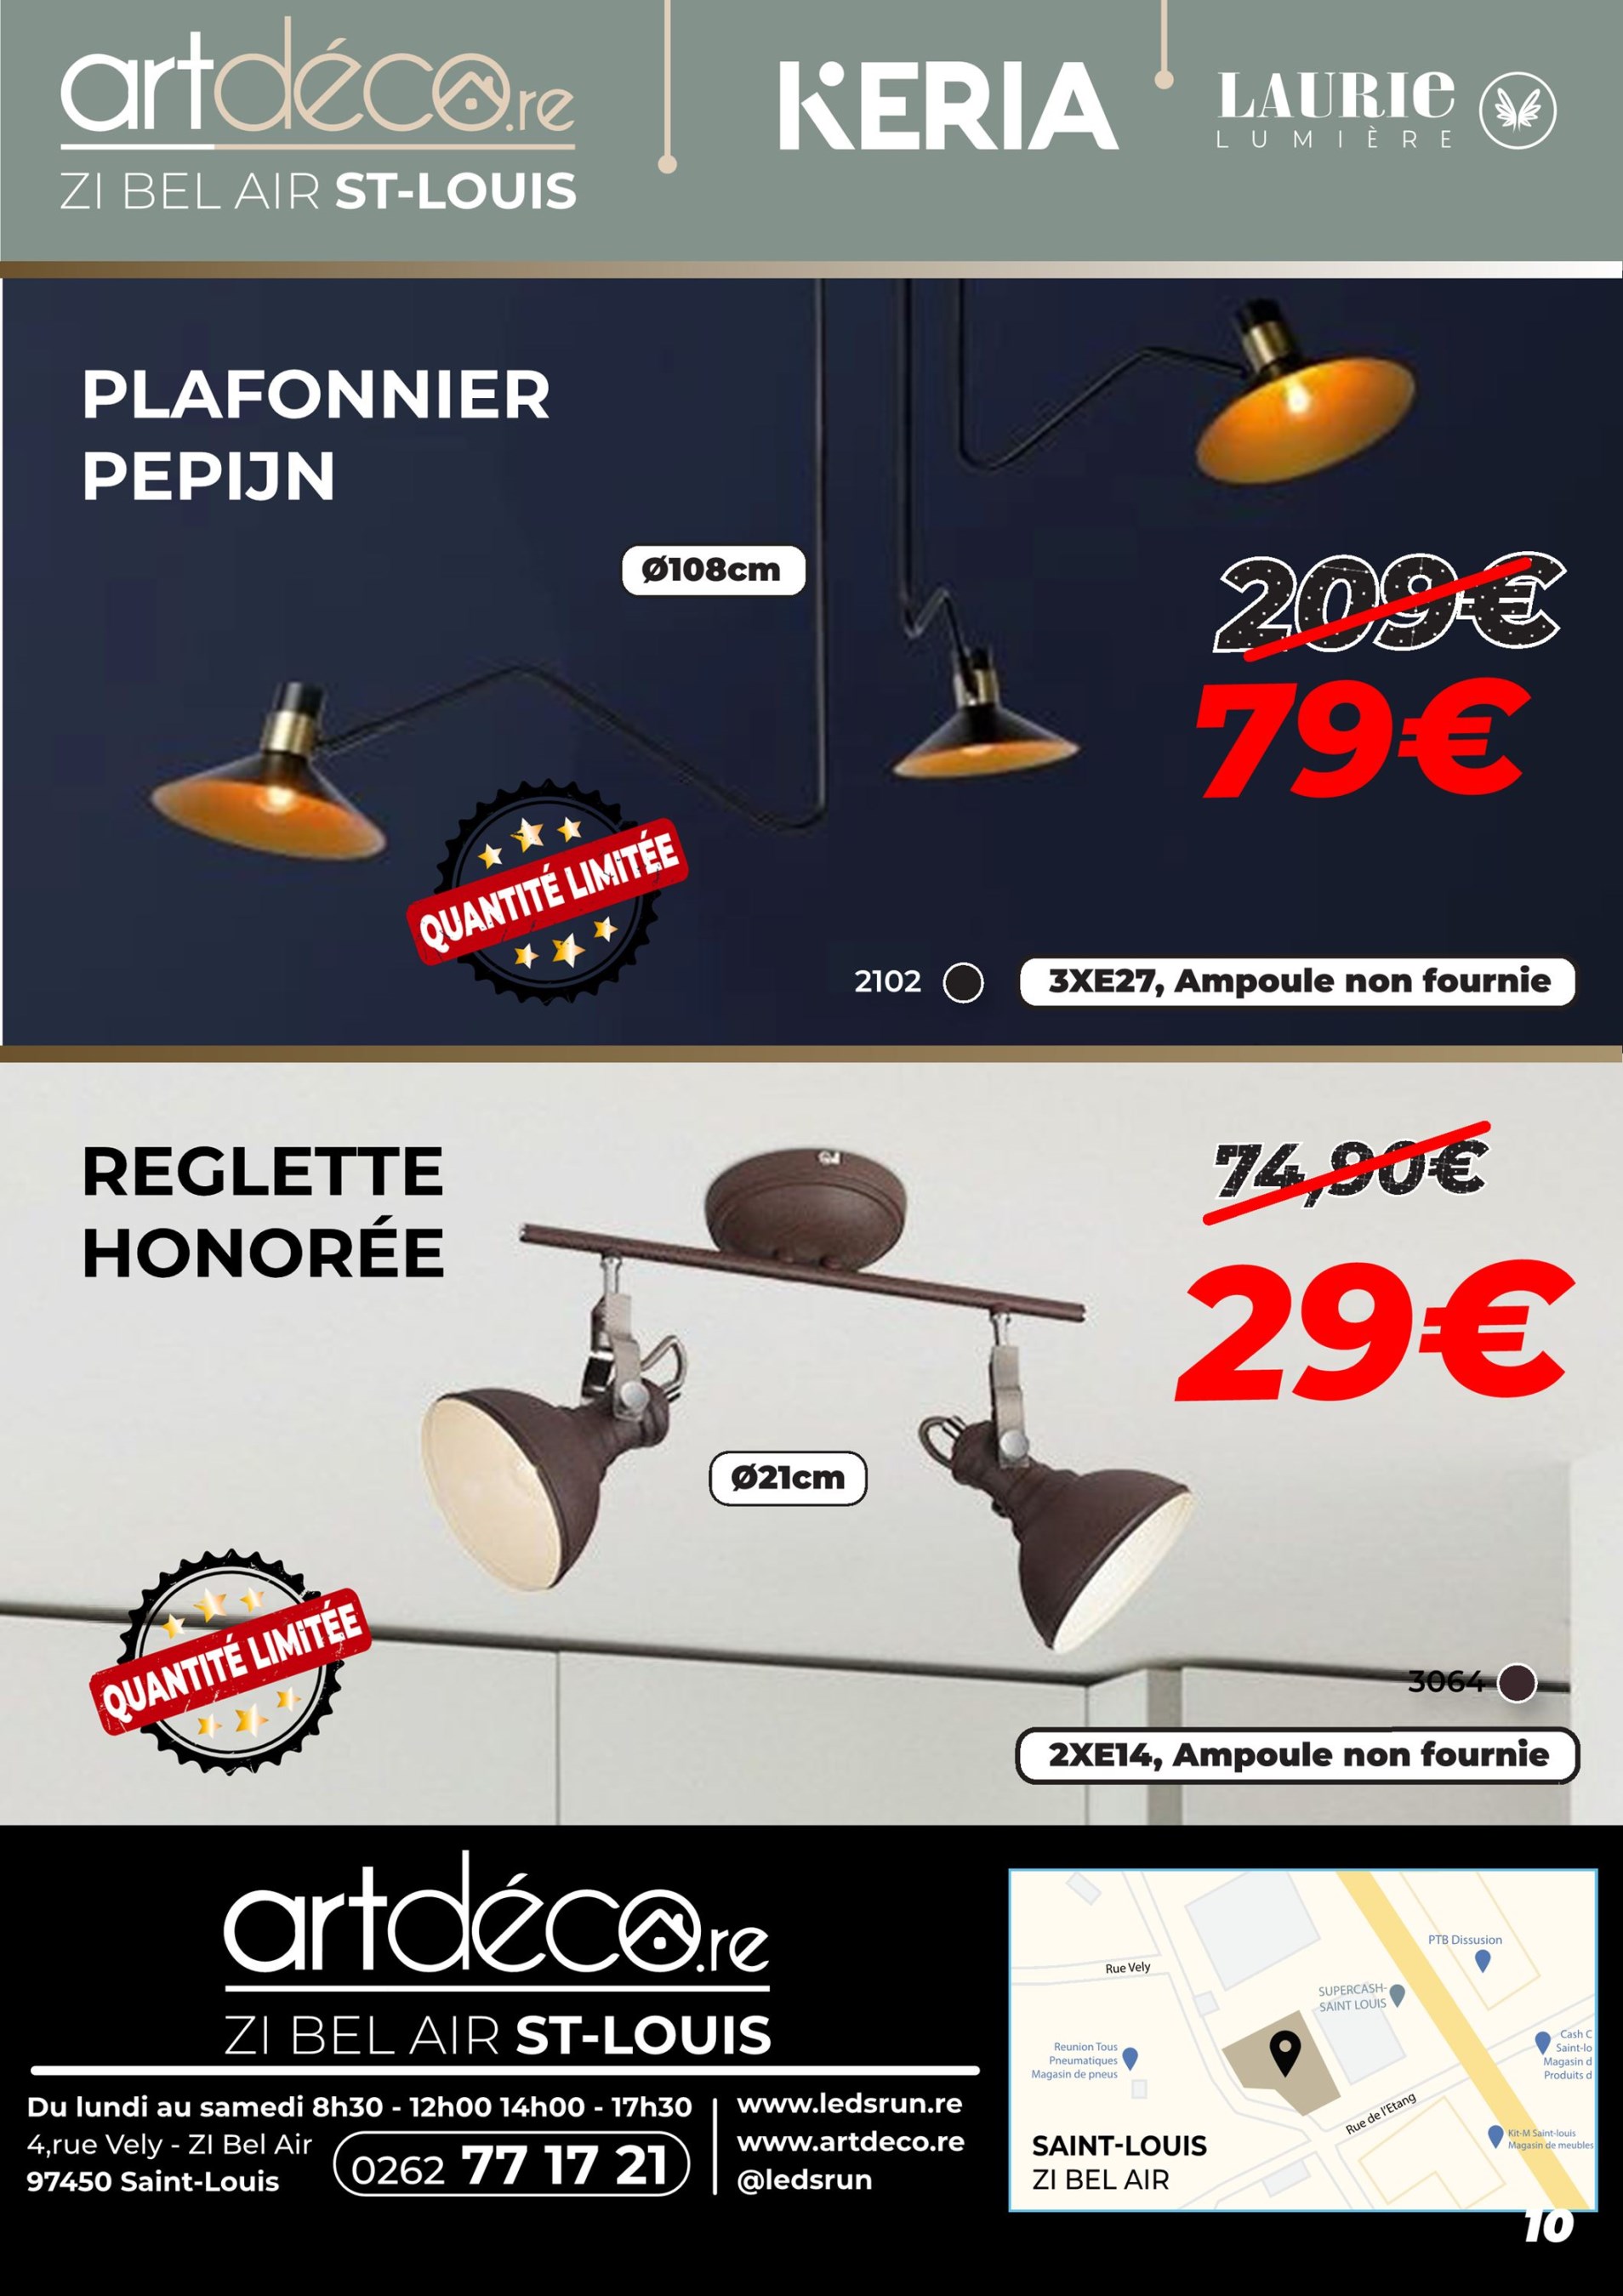 artdéco.re
ZI BEL AIR ST-LOUIS
KERIA
LAURIE
LUMIÈRE
PLAFONNIER
PEPIJN
Ø108cm
209€
79€
QUANTITÉ LIMITÉE
2102
3XE27, Ampoule non fournie
REGLETTE
HONORÉE
74,90€
29€
Ø21cm
QUANTITÉ LIMITÉE
3064
2XE14, Ampoule non fournie
artdéco.re
ZI BEL AIR ST-LOUIS
Du lundi au samedi 8h30 - 12h00 14h00 - 17h30
4,rue Vely - ZI Bel Air
97450 Saint-Louis
0262 77 17 21
www.ledsrun.re
www.artdeco.re
@ledsrun
PTB Dissusion
Rue Vely
SUPERCASH-
SAINT LOUIS
Reunion Tous
Pneumatiques
Magasin de pneus
Cash C
Saint-lo
Magasin d
Produits d
Rue de l'Etang
Kit-M Saint-louis
Magasin de meubles
SAINT-LOUIS
ZI BEL AIR
10